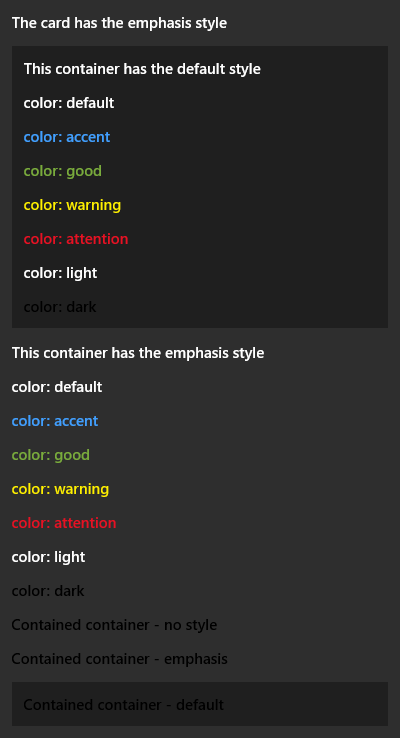 The card has the emphasis style
This container has the default style
color: default
color: accent
color: good
color: warning
color: attention
color: light
color: dark
This container has the emphasis style
color: default
color: accent
color: good
color: warning
color: attention
color: light
color: dark
Contained container - no style
Contained container - emphasis
Contained container - default